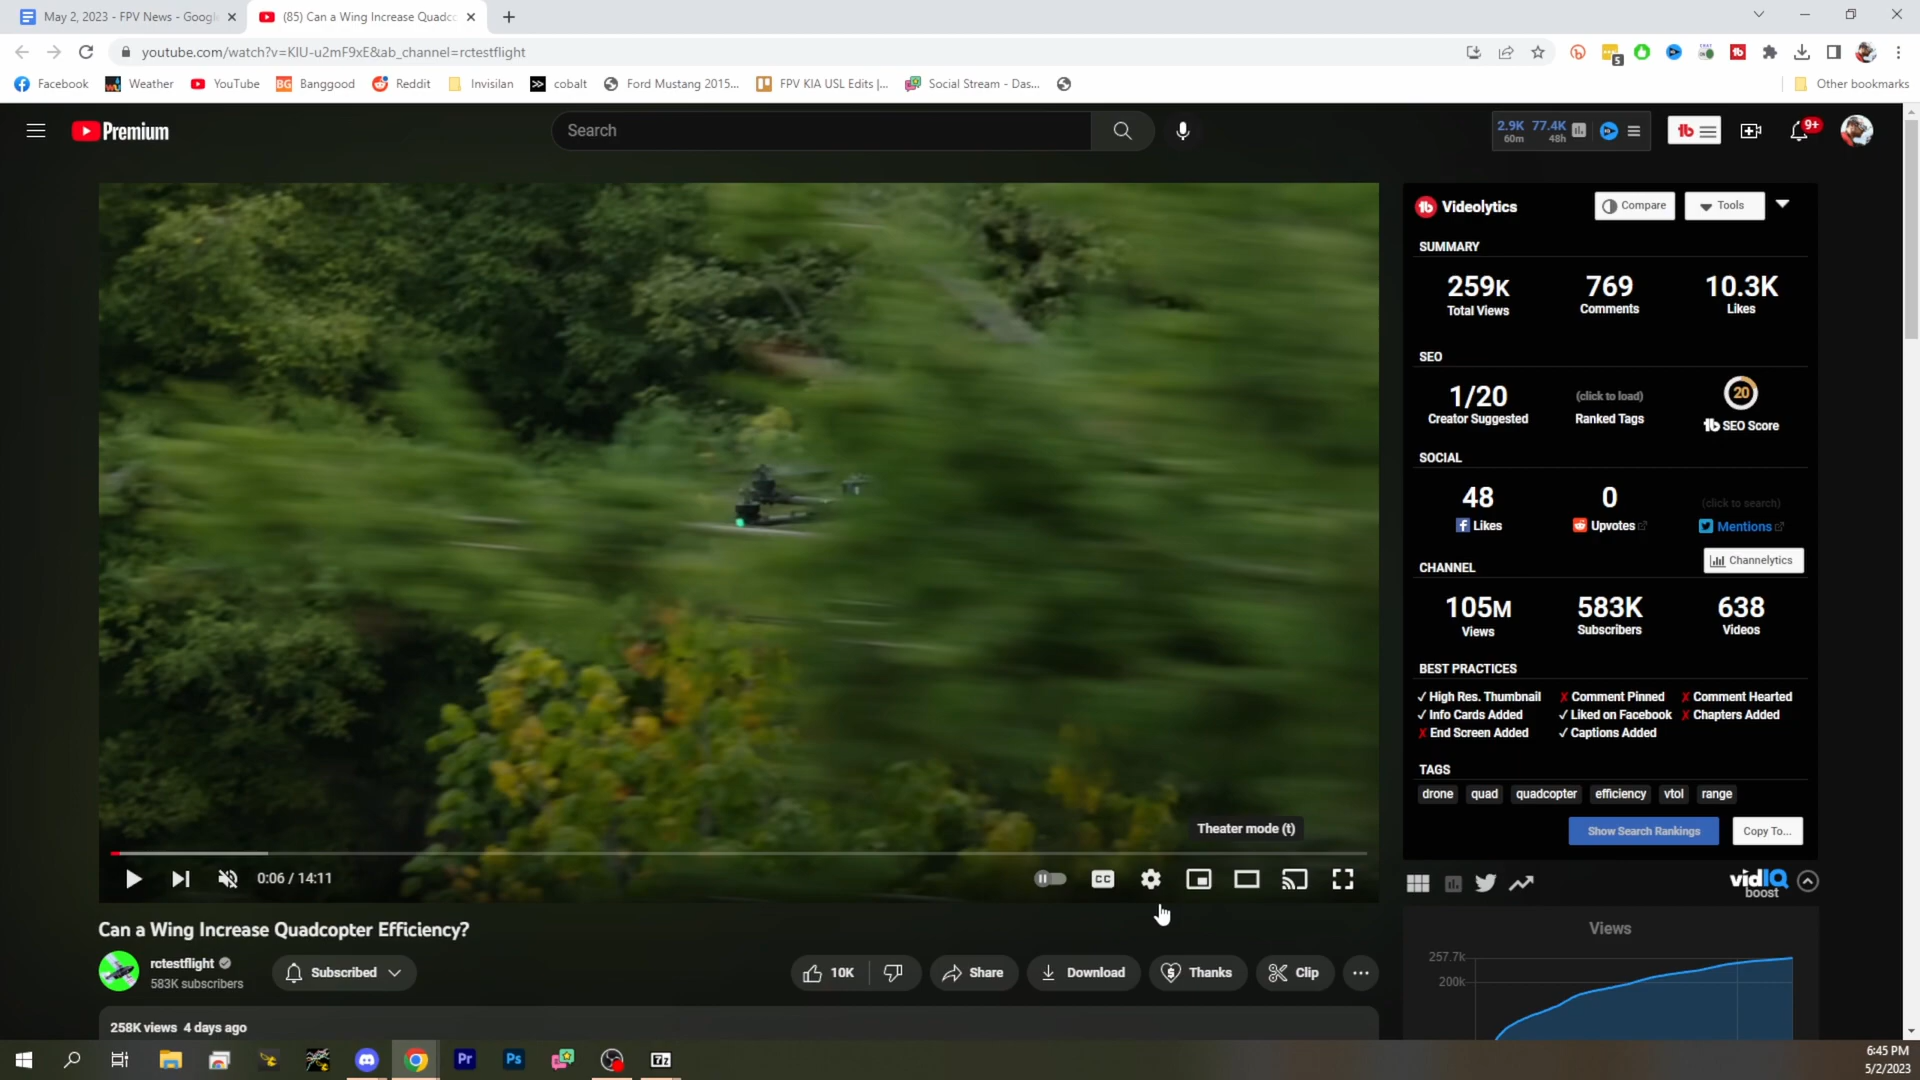 May 2, 2023 - FPV News - Googl
(85) Can a Wing Increase Quadco
youtube.com/watch?v=KIU-u2mF9xE&ab_channel=rctestflight
5
Facebook
Weather
YouTube
BG Banggood
Reddit
Invisilan
cobalt
Ford Mustang 2015...
FPV KIA USL Edits |...
Social Stream - Das...
Other bookmarks
Premium
Search
2.9K 77.4K
60m 48h
9+
Videolytics
Compare
Tools
SUMMARY
259K 769 10.3K
Total Views Comments Likes
SEO
1/20 (click to load) 20
Creator Suggested Ranked Tags SEO Score
SOCIAL
48 0 (click to search)
Likes Upvotes Mentions
CHANNEL
Channelytics
105M 583K 638
Views Subscribers Videos
BEST PRACTICES
✓ High Res. Thumbnail ✗ Comment Pinned ✗ Comment Hearted
✓ Info Cards Added ✓ Liked on Facebook ✗ Chapters Added
✗ End Screen Added ✓ Captions Added
TAGS
drone quad quadcopter efficiency vtol range
Show Search Rankings
Copy To...
Theater mode (t)
0:06 / 14:11
CC
vidIQ
boost
Can a Wing Increase Quadcopter Efficiency?
rctestflight
583K subscribers
Subscribed
10K
Share
Download
Thanks
Clip
258K views 4 days ago
Views
257.7k
200k
Pr
Ps
6:45 PM
5/2/2023